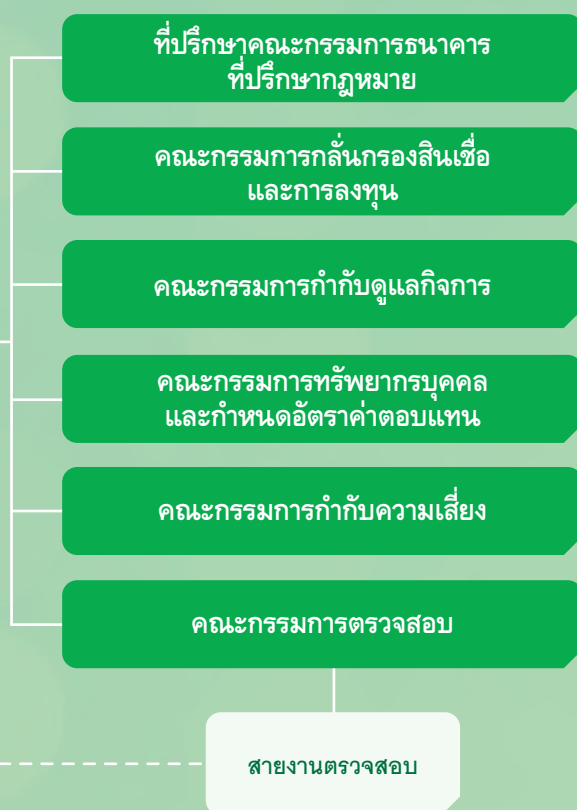 ที่ปรึกษาคณะกรรมการธนาคาร
ที่ปรึกษากฎหมาย
คณะกรรมการกลั่นกรองสินเชื่อ
และการลงทุน
คณะกรรมการกำกับดูแลกิจการ
คณะกรรมการทรัพยากรบุคคล
และกำหนดอัตราค่าตอบแทน
คณะกรรมการกำกับความเสี่ยง
คณะกรรมการตรวจสอบ
สายงานตรวจสอบ